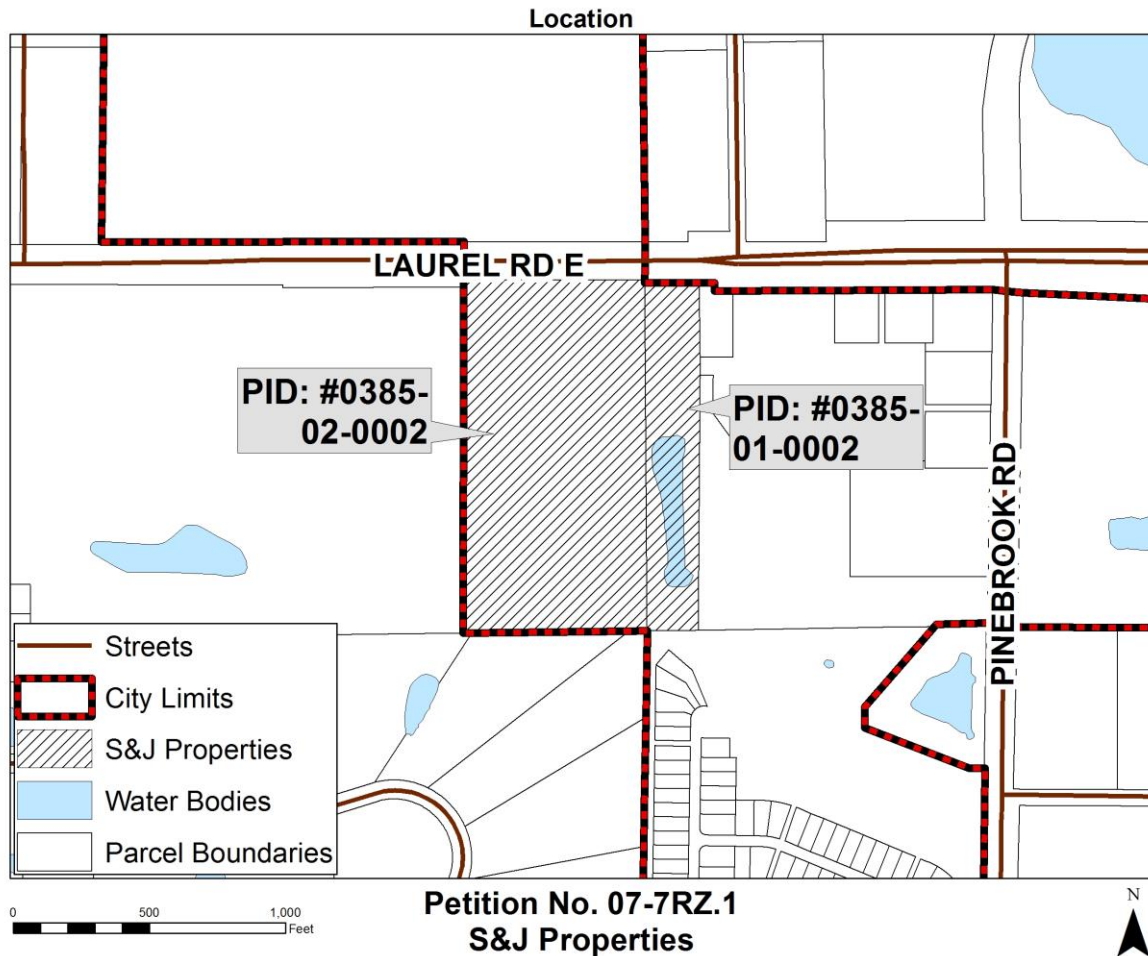 Location
LAUREL RD E
PID: #0385-
02-0002
PID: #0385-
01-0002
PINEBROOK RD
Streets
City Limits
S&J Properties
Water Bodies
Parcel Boundaries
0 500 1,000
Feet
Petition No. 07-7RZ.1
S&J Properties
N